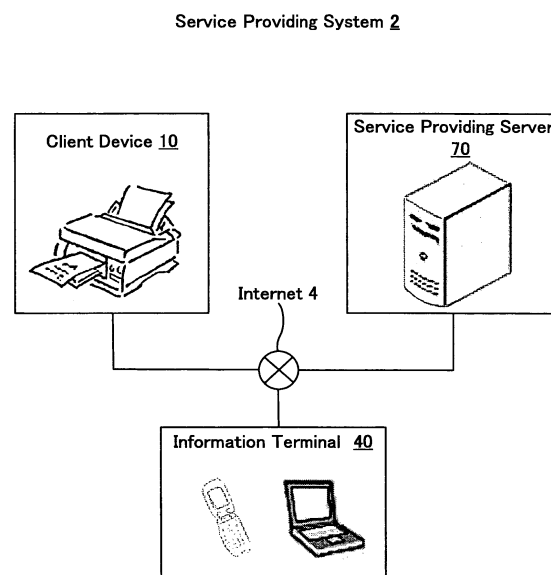 Service Providing System 2
Client Device 10
Service Providing Server
70
Internet 4
Information Terminal 40